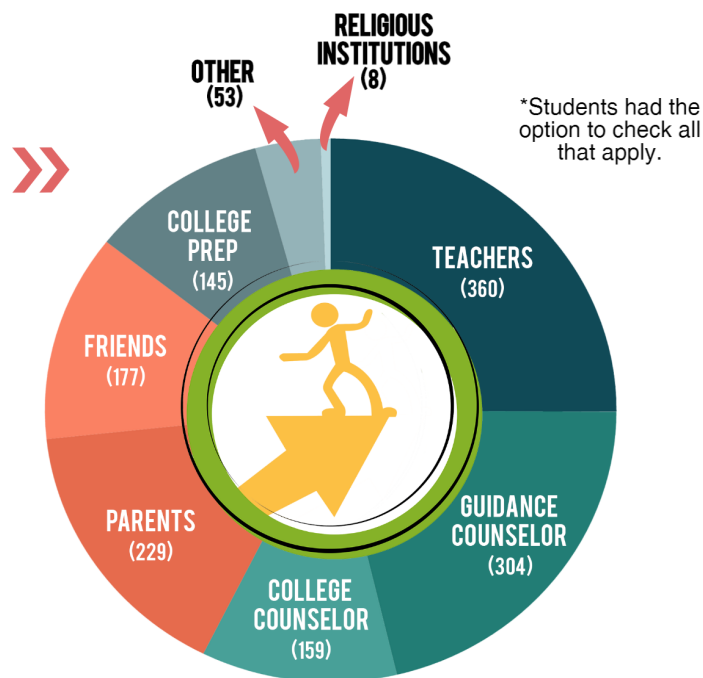 RELIGIOUS
INSTITUTIONS
(8)
OTHER
(53)
*Students had the
option to check all
that apply.
COLLEGE
PREP
(145)
TEACHERS
(360)
FRIENDS
(177)
PARENTS
(229)
GUIDANCE
COUNSELOR
(304)
COLLEGE
COUNSELOR
(159)